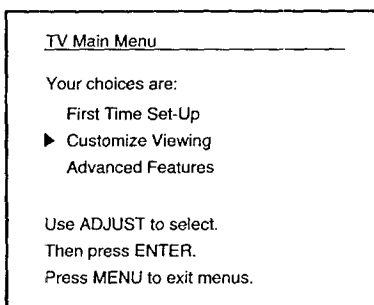 TV Main Menu
Your choices are:
First Time Set-Up
Customize Viewing
Advanced Features
Use ADJUST to select.
Then press ENTER.
Press MENU to exit menus.